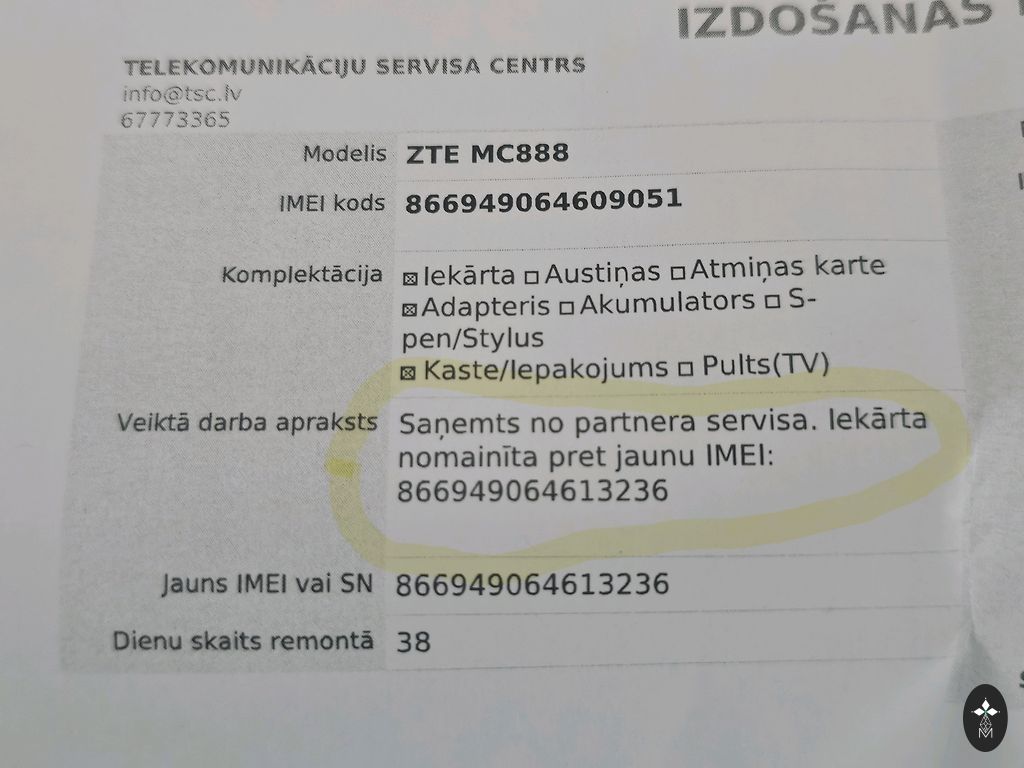 IZDOŠANAS
TELEKOMUNIKĀCIJU SERVISA CENTRS
info@tsc.lv
67773365
Modelis ZTE MC888
IMEI kods 866949064609051
Komplektācija ☒ Iekārta ☐ Austiņas ☐ Atmiņas karte
☒ Adapteris ☐ Akumulators ☐ S-
pen/Stylus
☒ Kaste/Iepakojums ☐ Pults(TV)
Veiktā darba apraksts Saņemts no partnera servisa. Iekārta
nomainīta pret jaunu IMEI:
866949064613236
Jauns IMEI vai SN 866949064613236
Dienu skaits remontā 38